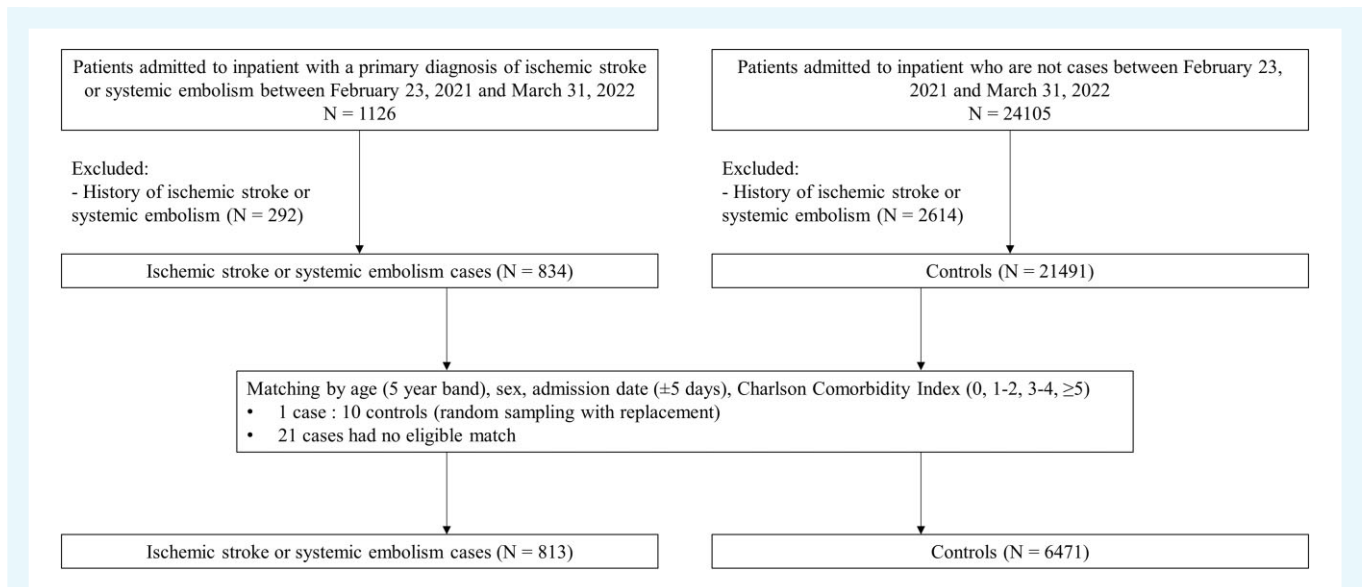 Patients admitted to inpatient with a primary diagnosis of ischemic stroke
or systemic embolism between February 23, 2021 and March 31, 2022
N = 1126
Patients admitted to inpatient who are not cases between February 23,
2021 and March 31, 2022
N = 24105
Excluded:
- History of ischemic stroke or
systemic embolism (N = 292)
Excluded:
- History of ischemic stroke or
systemic embolism (N = 2614)
Ischemic stroke or systemic embolism cases (N = 834)
Controls (N = 21491)
Matching by age (5 year band), sex, admission date (±5 days), Charlson Comorbidity Index (0, 1-2, 3-4, ≥5)
• 1 case : 10 controls (random sampling with replacement)
• 21 cases had no eligible match
Ischemic stroke or systemic embolism cases (N = 813)
Controls (N = 6471)